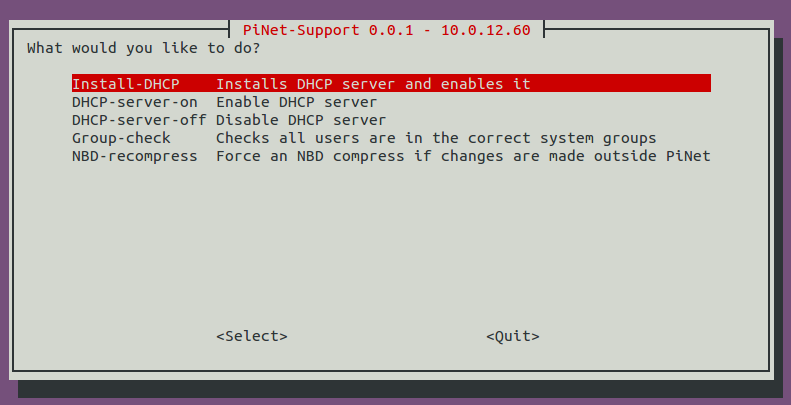 PiNet-Support 0.0.1 - 10.0.12.60
What would you like to do?
Install-DHCP Installs DHCP server and enables it
DHCP-server-on Enable DHCP server
DHCP-server-off Disable DHCP server
Group-check Checks all users are in the correct system groups
NBD-recompress Force an NBD compress if changes are made outside PiNet
<Select> <Quit>